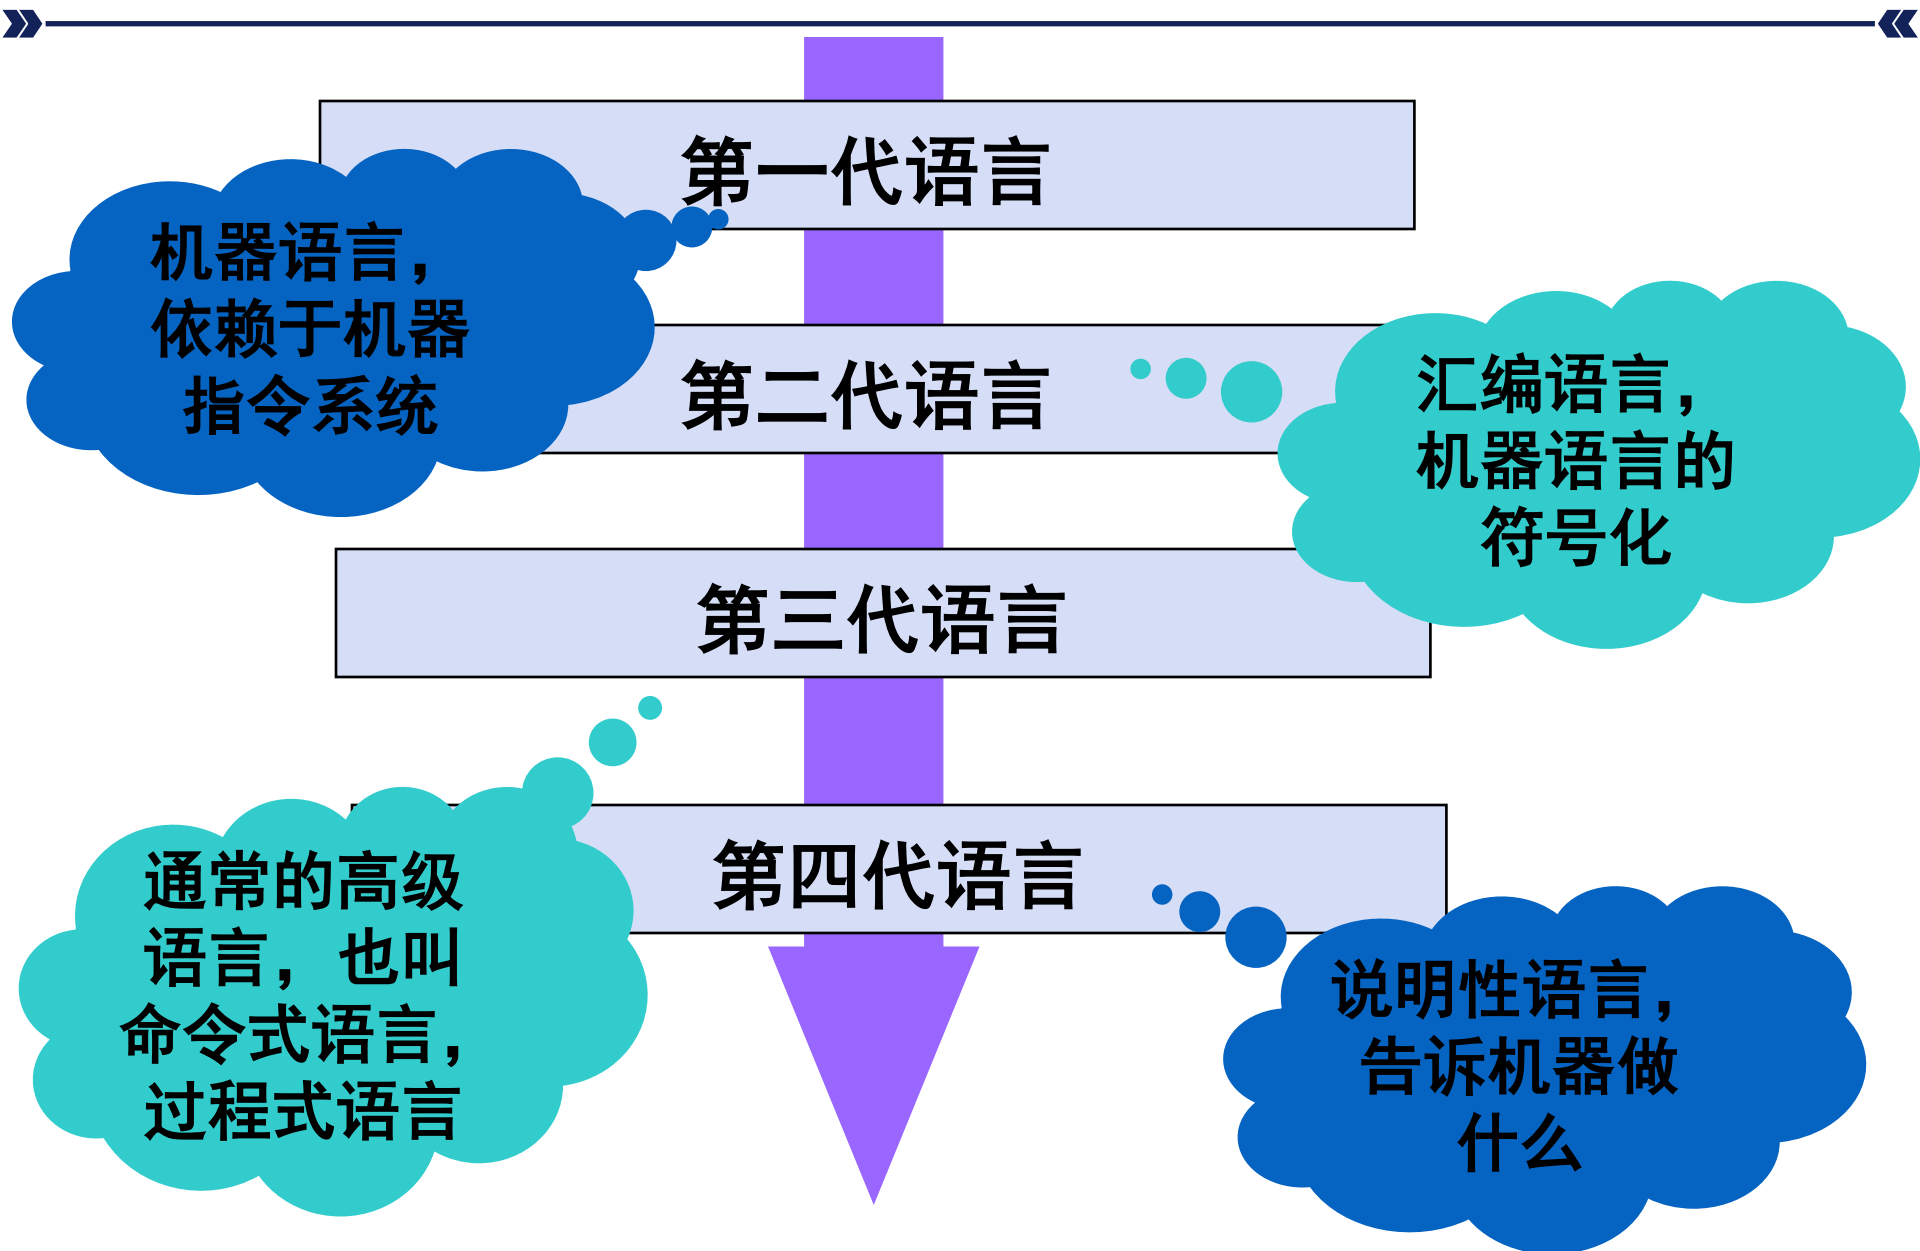 第一代语言
机器语言，
依赖于机器
指令系统
第二代语言
汇编语言，
机器语言的
符号化
第三代语言
通常的高级
语言，也叫
命令式语言，
过程式语言
第四代语言
说明性语言，
告诉机器做
什么